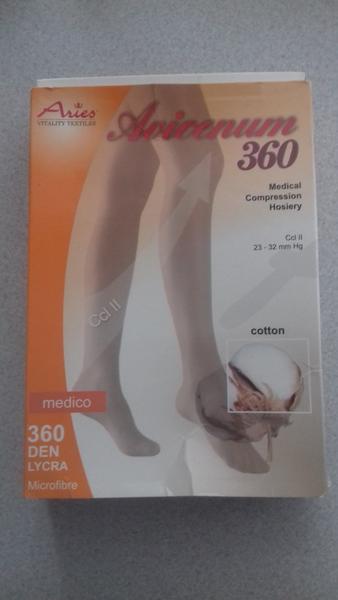 Aries
VITALITY TEXTILES
Avicenum
360
Medical
Compression
Hosiery
Ccl II
23 - 32 mm Hg
Ccl II
cotton
medico
360
DEN
LYCRA
Microfibre